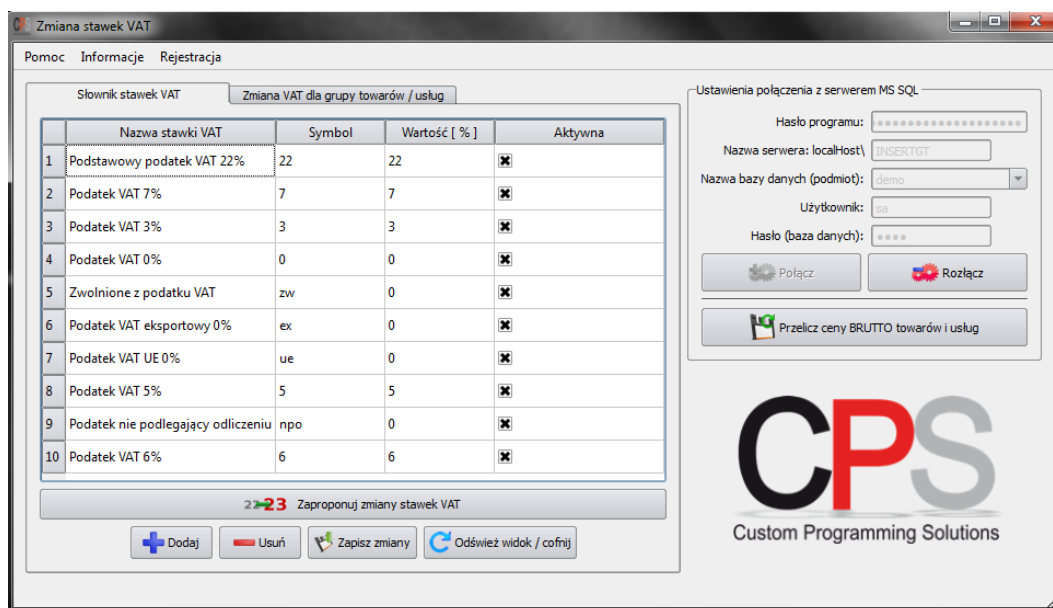 CPS Zmiana stawek VAT
Pomoc Informacje Rejestracja
Słownik stawek VAT Zmiana VAT dla grupy towarów / usług
Nazwa stawki VAT Symbol Wartość [ % ] Aktywna
1 Podstawowy podatek VAT 22% 22 22
2 Podatek VAT 7% 7 7
3 Podatek VAT 3% 3 3
4 Podatek VAT 0% 0 0
5 Zwolnione z podatku VAT zw 0
6 Podatek VAT eksportowy 0% ex 0
7 Podatek VAT UE 0% ue 0
8 Podatek VAT 5% 5 5
9 Podatek nie podlegający odliczeniu npo 0
10 Podatek VAT 6% 6 6
22 23 Zaproponuj zmiany stawek VAT
Dodaj Usuń Zapisz zmiany Odśwież widok / cofnij
Ustawienia połączenia z serwerem MS SQL
Hasło programu:
Nazwa serwera: localHost\ INSERTGT
Nazwa bazy danych (podmiot): demo
Użytkownik: sa
Hasło (baza danych):
Połącz Rozłącz
Przelicz ceny BRUTTO towarów i usług
CPS
Custom Programming Solutions